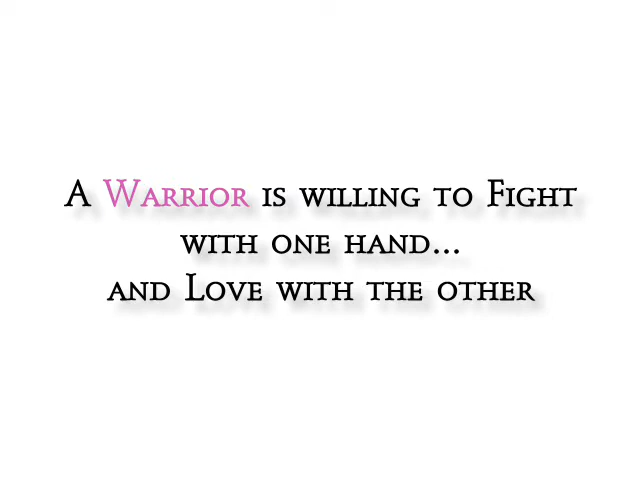 A Warrior is willing to Fight
with one hand...
and Love with the other